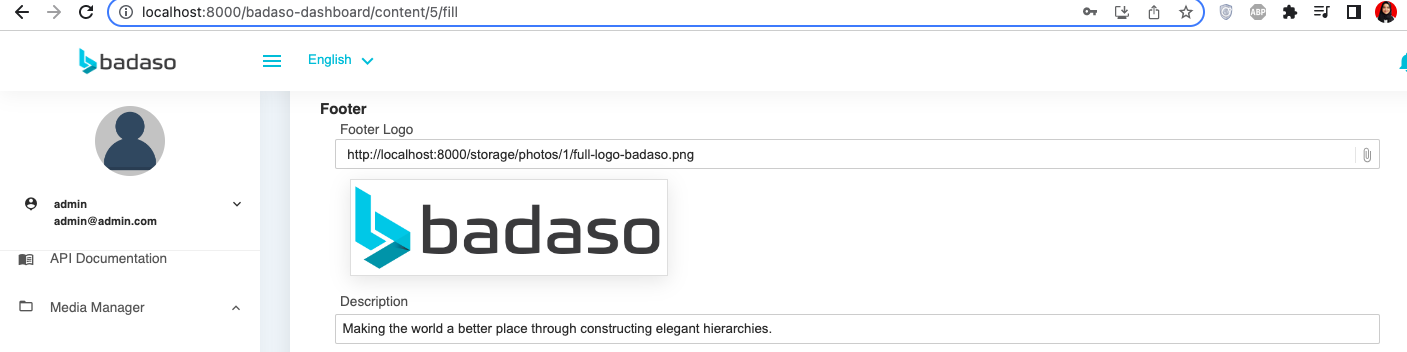 localhost:8000/badaso-dashboard/content/5/fill
ABP
badaso
English
admin
admin@admin.com
API Documentation
Media Manager
Footer
Footer Logo
http://localhost:8000/storage/photos/1/full-logo-badaso.png
badaso
Description
Making the world a better place through constructing elegant hierarchies.